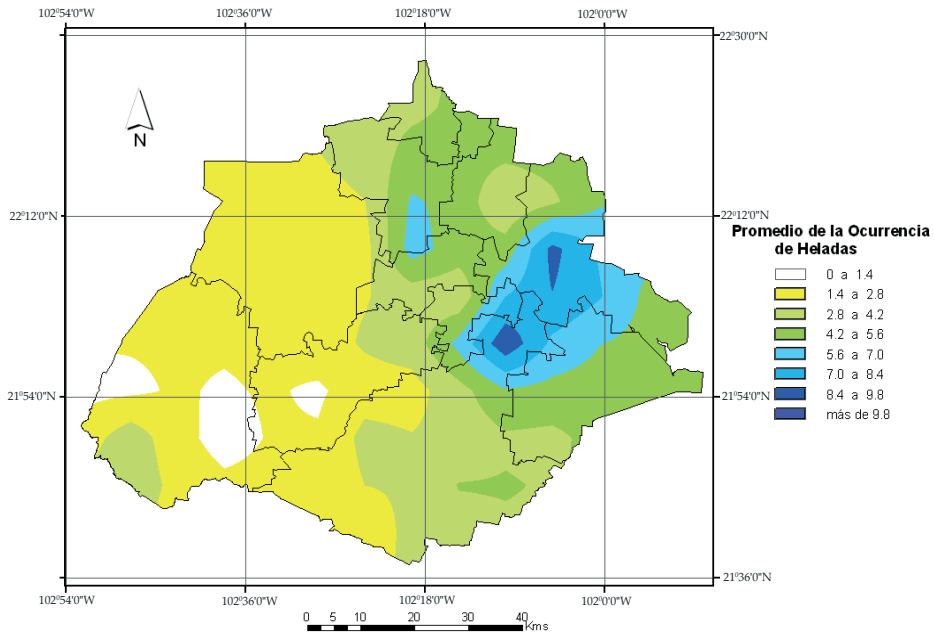 102°54'0"W 102°36'0"W 102°18'0"W 102°0'0"W
22°30'0"N
N
22°12'0"N 22°12'0"N
Promedio de la Ocurrencia
de Heladas
0 a 1.4
1.4 a 2.8
2.8 a 4.2
4.2 a 5.6
5.6 a 7.0
7.0 a 8.4
8.4 a 9.8
más de 9.8
21°54'0"N 21°54'0"N
21°36'0"N
102°54'0"W 102°36'0"W 102°18'0"W 102°0'0"W
0 5 10 20 30 40
Kms